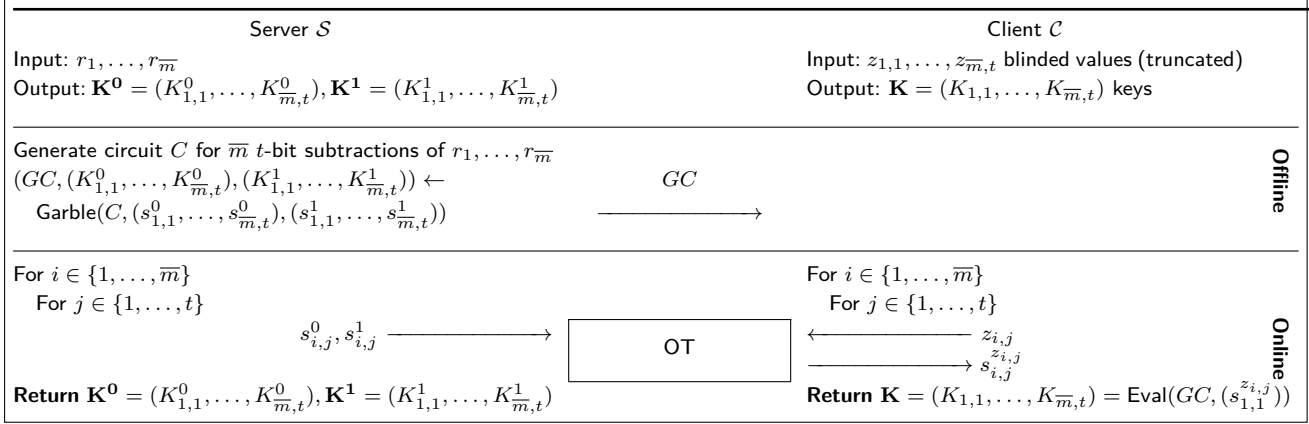 Server 𝒮
Client 𝒞
Input: r_1, . . . , r_{\overline{m}}
Input: z_{1,1}, . . . , z_{\overline{m},t} blinded values (truncated)
Output: K^0 = (K^0_{1,1}, . . . , K^0_{\overline{m},t}), K^1 = (K^1_{1,1}, . . . , K^1_{\overline{m},t})
Output: K = (K_{1,1}, . . . , K_{\overline{m},t}) keys
Generate circuit C for \overline{m} t-bit subtractions of r_1, . . . , r_{\overline{m}}
(GC, (K^0_{1,1}, . . . , K^0_{\overline{m},t}), (K^1_{1,1}, . . . , K^1_{\overline{m},t})) ←
GC
Garble(C, (s^0_{1,1}, . . . , s^0_{\overline{m},t}), (s^1_{1,1}, . . . , s^1_{\overline{m},t}))
Offline
For i ∈ {1, . . . , \overline{m}}
For j ∈ {1, . . . , t}
s^0_{i,j}, s^1_{i,j}
OT
For i ∈ {1, . . . , \overline{m}}
For j ∈ {1, . . . , t}
z_{i,j}
s^{z_{i,j}}_{i,j}
Return K^0 = (K^0_{1,1}, . . . , K^0_{\overline{m},t}), K^1 = (K^1_{1,1}, . . . , K^1_{\overline{m},t})
Return K = (K_{1,1}, . . . , K_{\overline{m},t}) = Eval(GC, (s^{z_{i,j}}_{1,1}))
Online